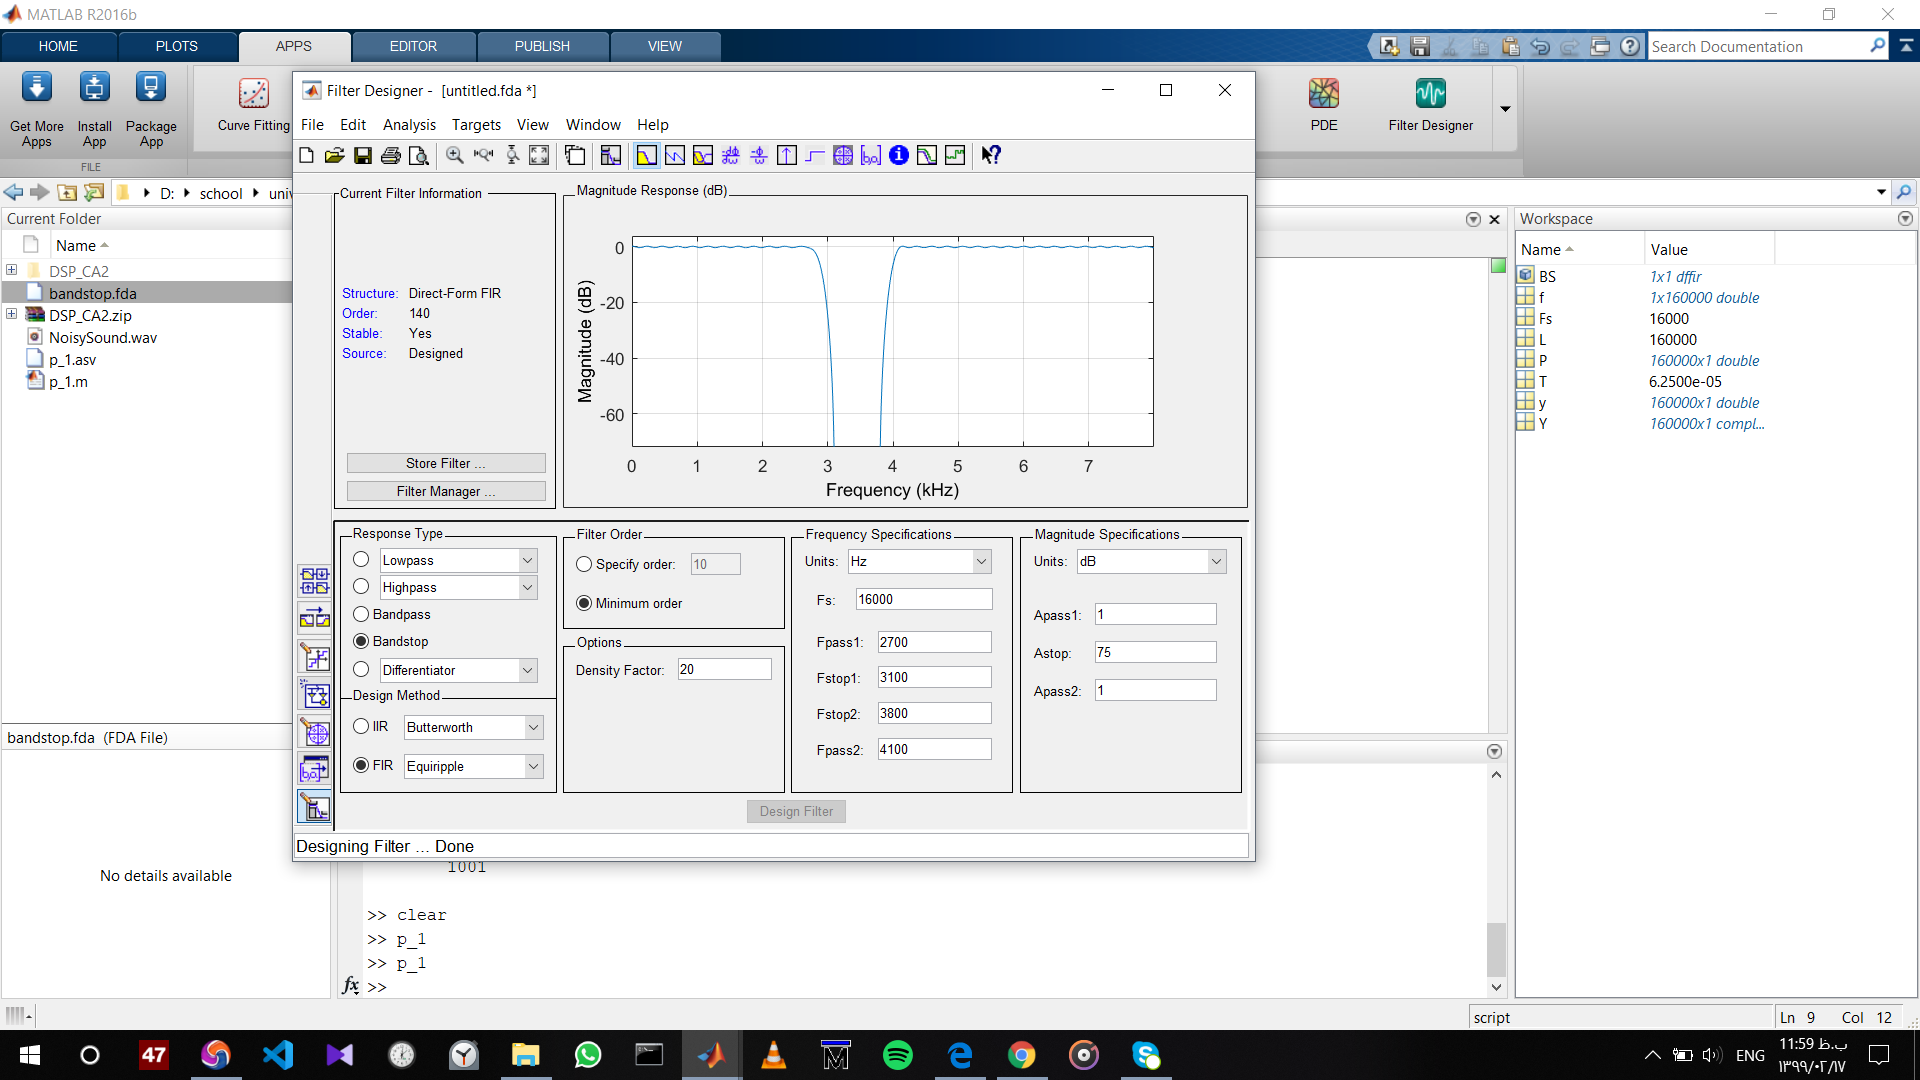 MATLAB R2016b
HOME PLOTS APPS EDITOR PUBLISH VIEW
Search Documentation
Get More Apps
Install App
Package App
FILE
Curve Fitting
PDE
Filter Designer
D: school
Current Folder
Name
DSP_CA2
bandstop.fda
DSP_CA2.zip
NoisySound.wav
p_1.asv
p_1.m
bandstop.fda (FDA File)
No details available
Filter Designer - [untitled.fda *]
File Edit Analysis Targets View Window Help
Current Filter Information
Structure: Direct-Form FIR
Order: 140
Stable: Yes
Source: Designed
Store Filter ...
Filter Manager ...
Magnitude Response (dB)
Magnitude (dB)
0
-20
-40
-60
0 1 2 3 4 5 6 7
Frequency (kHz)
Response Type
Lowpass
Highpass
Bandpass
Bandstop
Differentiator
Design Method
IIR Butterworth
FIR Equiripple
Filter Order
Specify order: 10
Minimum order
Options
Density Factor: 20
Frequency Specifications
Units: Hz
Fs: 16000
Fpass1: 2700
Fstop1: 3100
Fstop2: 3800
Fpass2: 4100
Magnitude Specifications
Units: dB
Apass1: 1
Astop: 75
Apass2: 1
Design Filter
Designing Filter ... Done
1001
>> clear
>> p_1
>> p_1
fx >>
Workspace
Name Value
BS 1x1 dffir
f 1x160000 double
Fs 16000
L 160000
P 160000x1 double
T 6.2500e-05
y 160000x1 double
Y 160000x1 compl...
script
Ln 9 Col 12
47
ENG
11:59 ب.ظ
۱۳۹۹/۰۲/۱۷